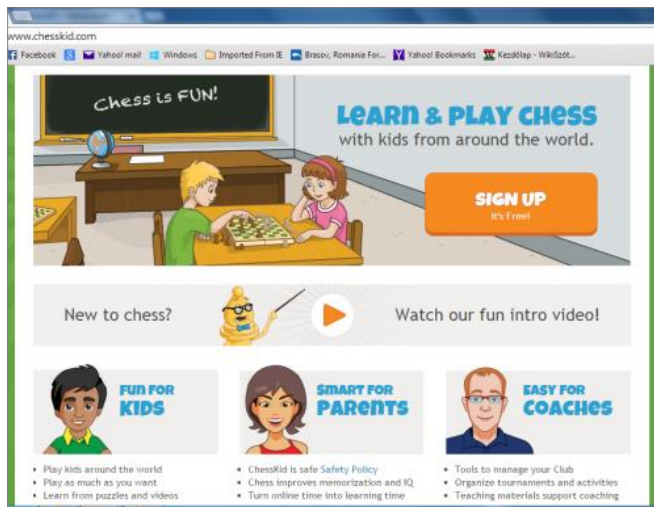 www.chesskid.com
Facebook Yahoo! mail Windows Imported From IE Brasov, Romania For... Yahoo! Bookmarks Kezdőlap - WikiSzót...
Chess is FUN!
LEARN & PLAY CHESS
with kids from around the world.
SIGN UP
It's Free!
New to chess? Watch our fun intro video!
FUN FOR
KIDS
SMART FOR
PARENTS
EASY FOR
COACHES
• Play kids around the world
• Play as much as you want
• Learn from puzzles and videos
• ChessKid is safe Safety Policy
• Chess improves memorization and IQ
• Turn online time into learning time
• Tools to manage your Club
• Organize tournaments and activities
• Teaching materials support coaching